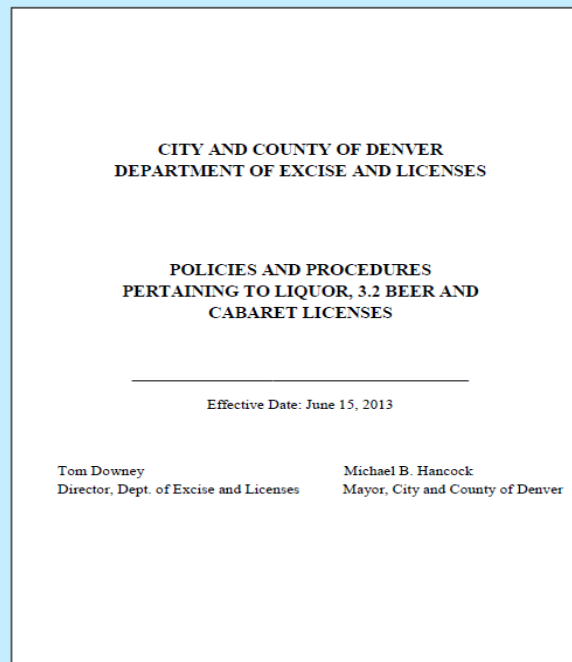 CITY AND COUNTY OF DENVER
DEPARTMENT OF EXCISE AND LICENSES
POLICIES AND PROCEDURES
PERTAINING TO LIQUOR, 3.2 BEER AND
CABARET LICENSES
Effective Date: June 15, 2013
Tom Downey
Director, Dept. of Excise and Licenses
Michael B. Hancock
Mayor, City and County of Denver